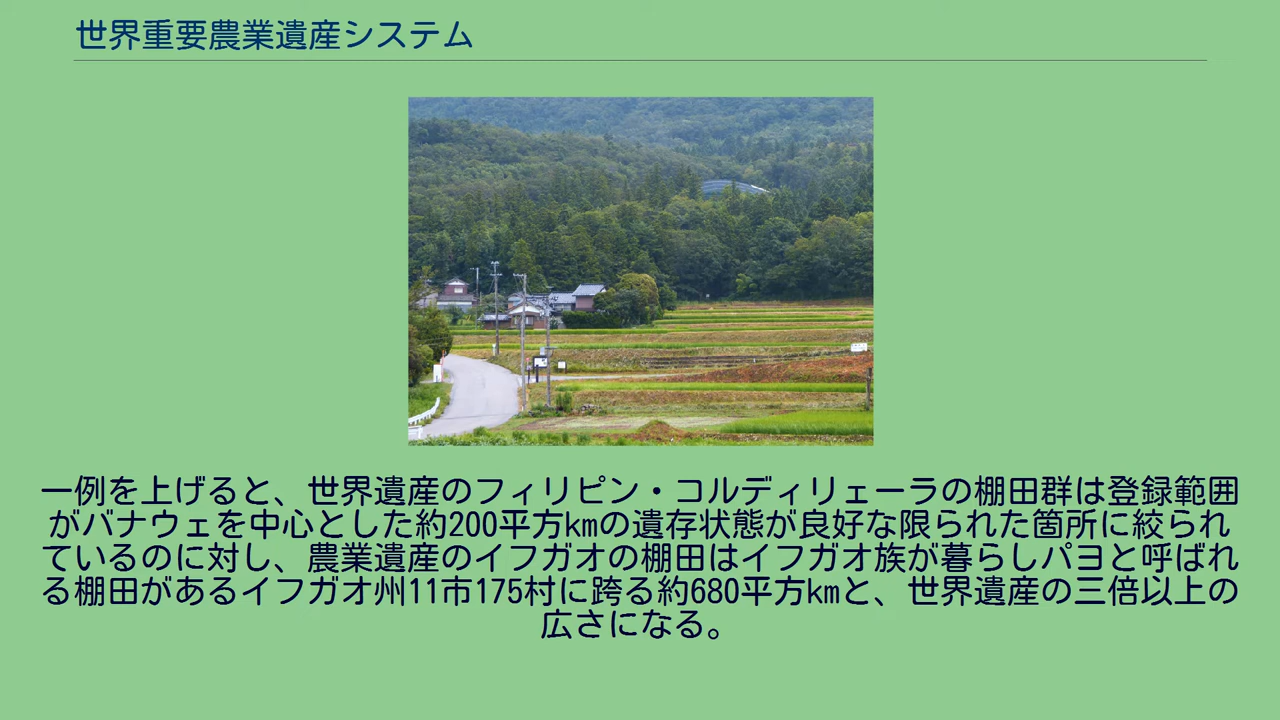 世界重要農業遺産システム
一例を上げると、世界遺産のフィリピン・コルディリェーラの棚田群は登録範囲
がバナウェを中心とした約200平方kmの遺存状態が良好な限られた箇所に絞られ
ているのに対し、農業遺産のイフガオの棚田はイフガオ族が暮らしパヨと呼ばれ
る棚田があるイフガオ州11市175村に跨る約680平方kmと、世界遺産の三倍以上の
広さになる。